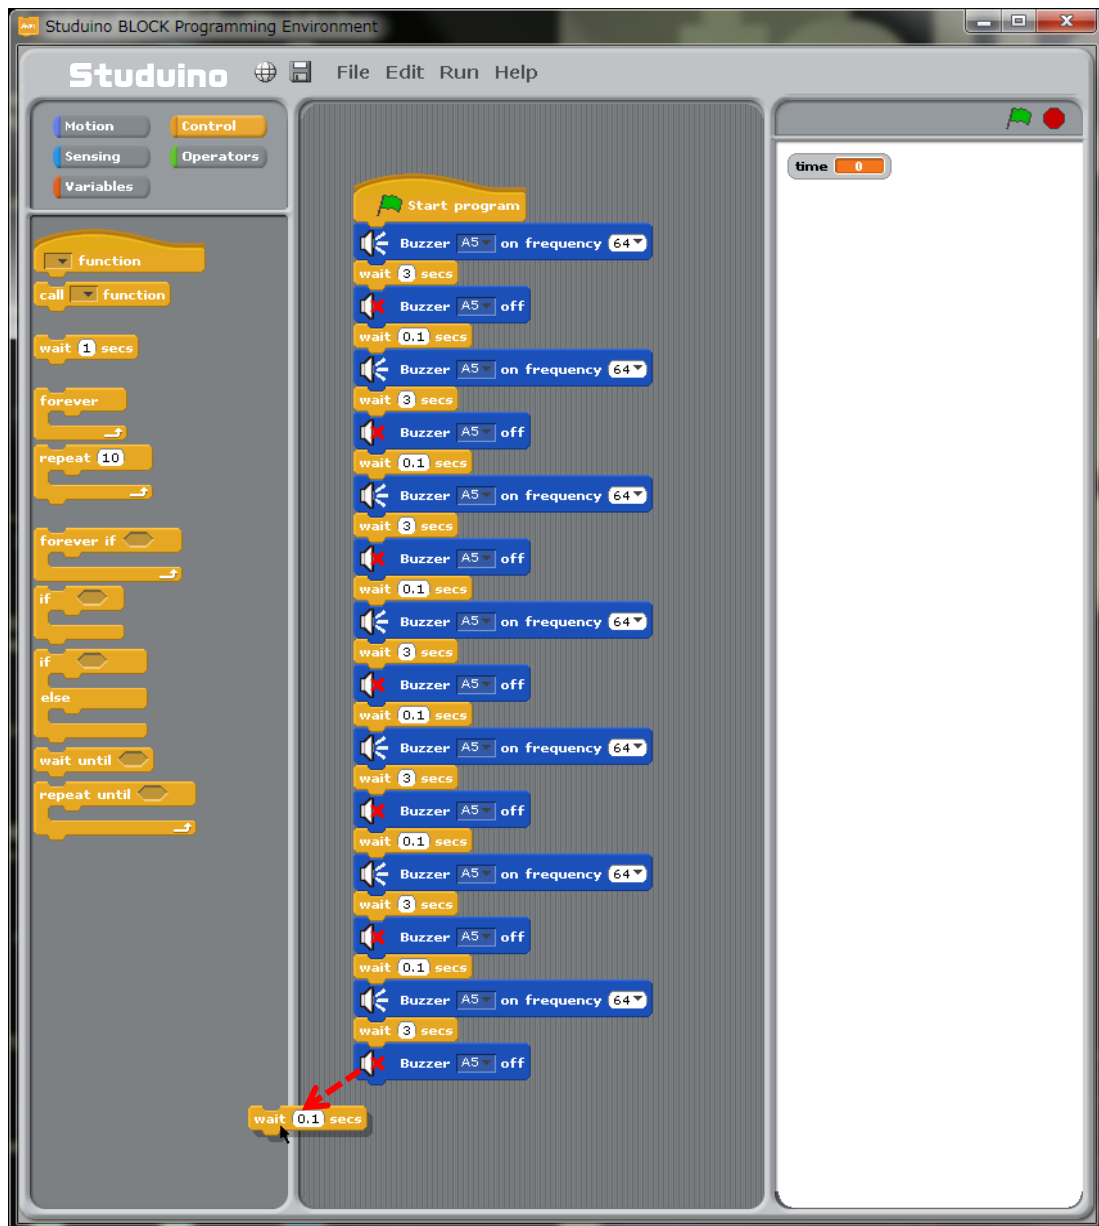 Studuino BLOCK Programming Environment
Studuino File Edit Run Help
Motion Control
Sensing Operators
Variables
function
call function
wait 1 secs
forever
repeat 10
forever if
if
if
else
wait until
repeat until
Start program
Buzzer A5 on frequency 64
wait 3 secs
Buzzer A5 off
wait 0.1 secs
Buzzer A5 on frequency 64
wait 3 secs
Buzzer A5 off
wait 0.1 secs
Buzzer A5 on frequency 64
wait 3 secs
Buzzer A5 off
wait 0.1 secs
Buzzer A5 on frequency 64
wait 3 secs
Buzzer A5 off
wait 0.1 secs
Buzzer A5 on frequency 64
wait 3 secs
Buzzer A5 off
wait 0.1 secs
Buzzer A5 on frequency 64
wait 3 secs
Buzzer A5 off
wait 0.1 secs
Buzzer A5 on frequency 64
wait 3 secs
Buzzer A5 off
wait 0.1 secs
time 0